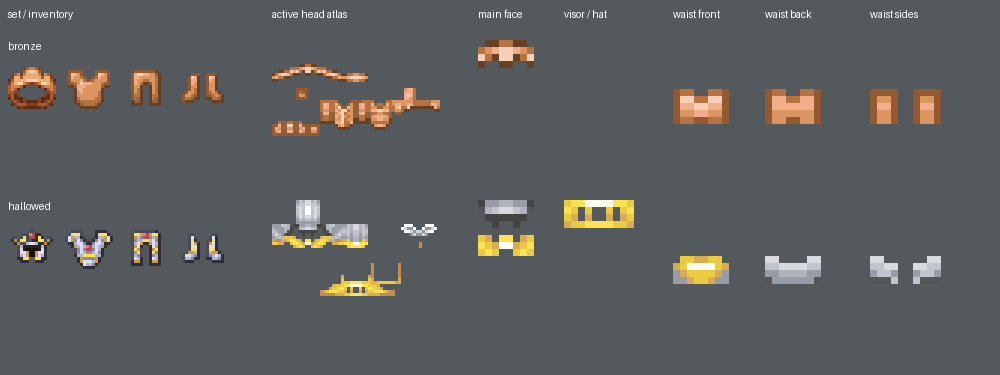 set / inventory active head atlas main face visor / hat waist front waist back waist sides
bronze
hallowed